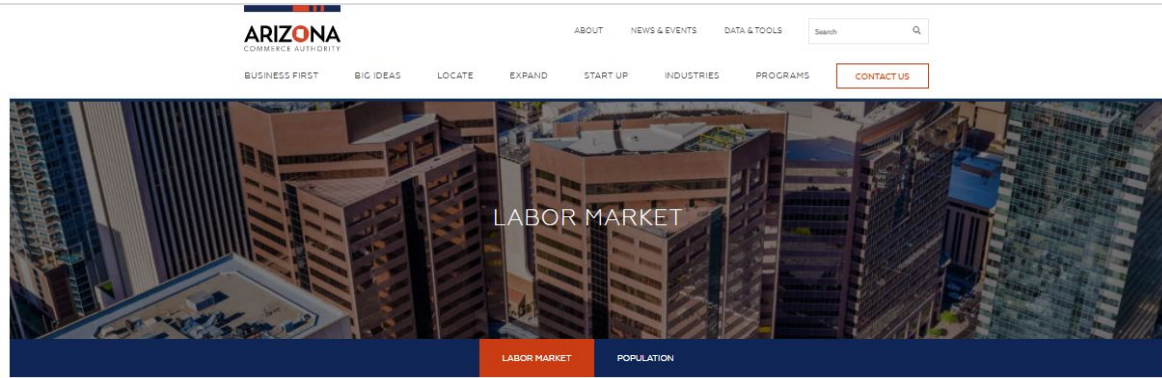 ARIZONA
COMMERCE AUTHORITY
ABOUT NEWS & EVENTS DATA & TOOLS Search
BUSINESS FIRST BIG IDEAS LOCATE EXPAND START UP INDUSTRIES PROGRAMS CONTACT US
LABOR MARKET
LABOR MARKET POPULATION